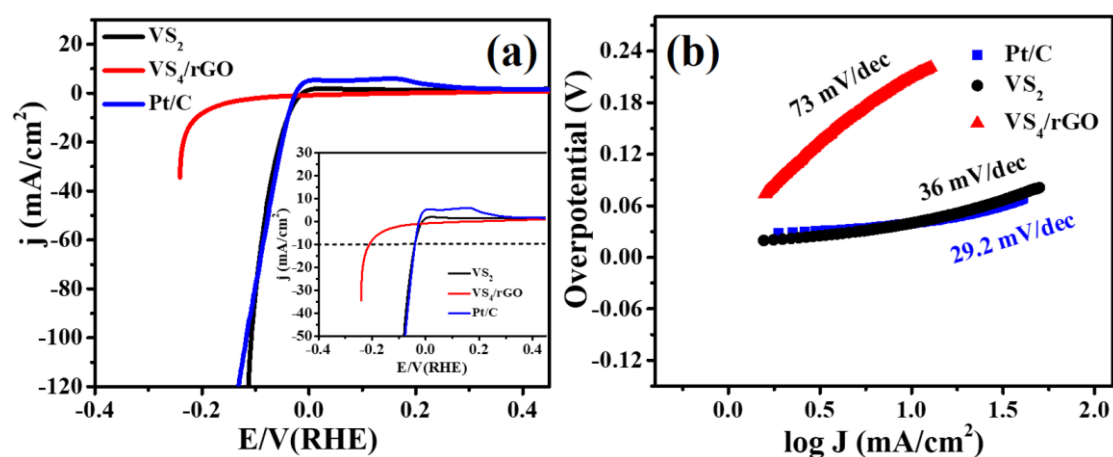 (a)
VS2
VS4/rGO
Pt/C
20
0
-20
-40
-60
-80
-100
-120
j (mA/cm2)
-0.4 -0.2 0.0 0.2 0.4
E/V(RHE)
30
20
10
0
-10
-20
-30
-40
-50
j (mA/cm2)
VS2
VS4/rGO
Pt/C
-0.4 -0.2 0.0 0.2 0.4
E/V(RHE)
(b)
Pt/C
VS2
VS4/rGO
73 mV/dec
36 mV/dec
29.2 mV/dec
0.24
0.18
0.12
0.06
0.00
-0.06
-0.12
Overpotential (V)
0.0 0.5 1.0 1.5 2.0
log J (mA/cm2)